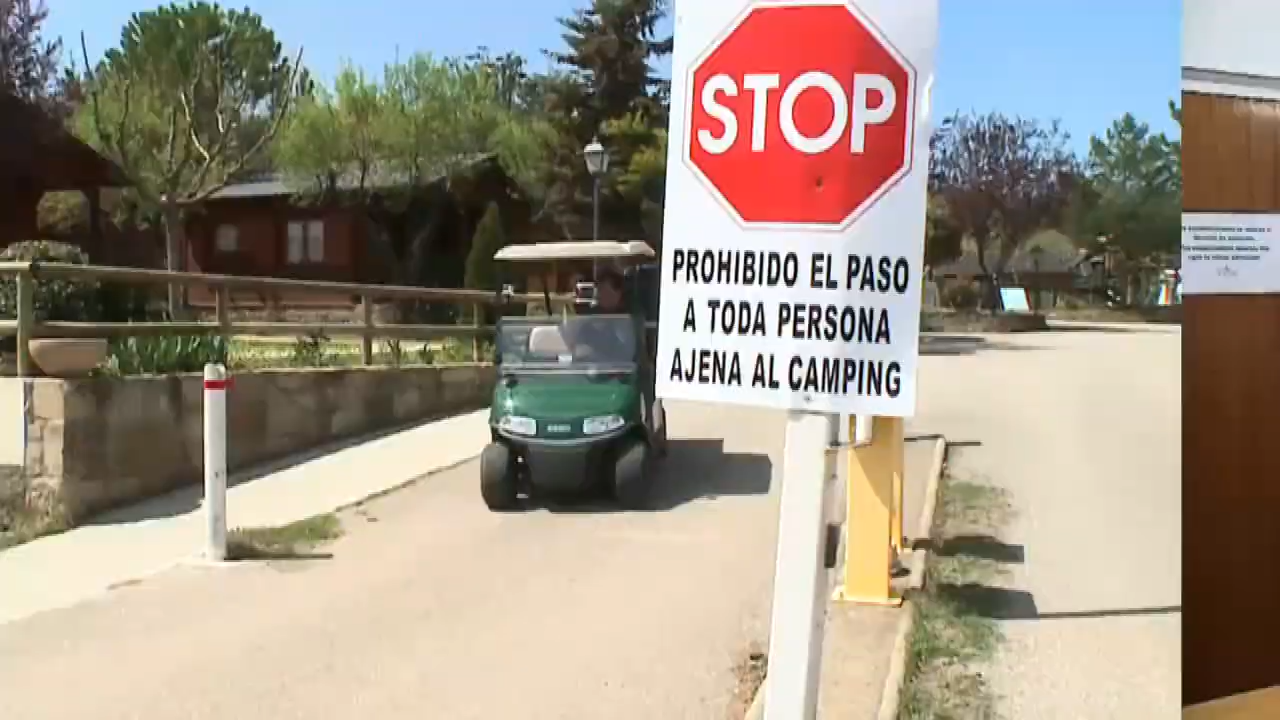 STOP
PROHIBIDO EL PASO
A TODA PERSONA
AJENA AL CAMPING